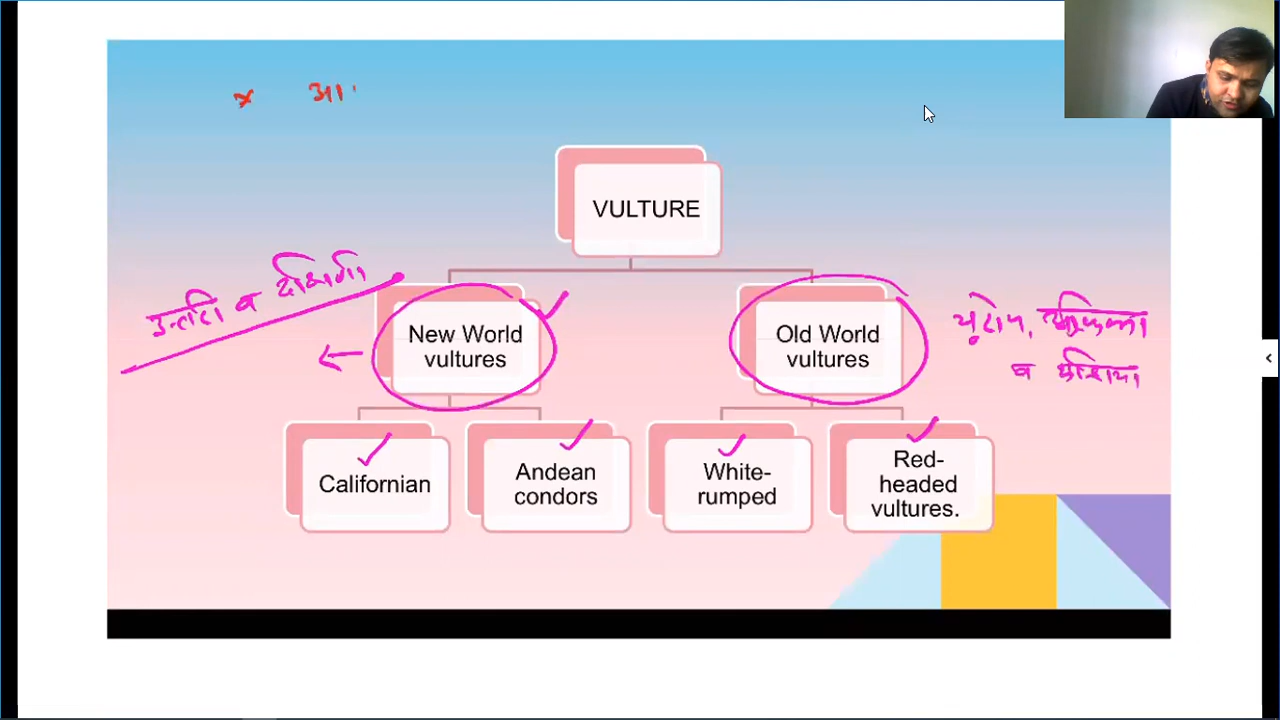 × आ
VULTURE
उत्तरी व दक्षिणी
New World
vultures
Old World
vultures
यूरोप, अफ्रिका
व एशिया
Californian
Andean
condors
White-
rumped
Red-
headed
vultures.